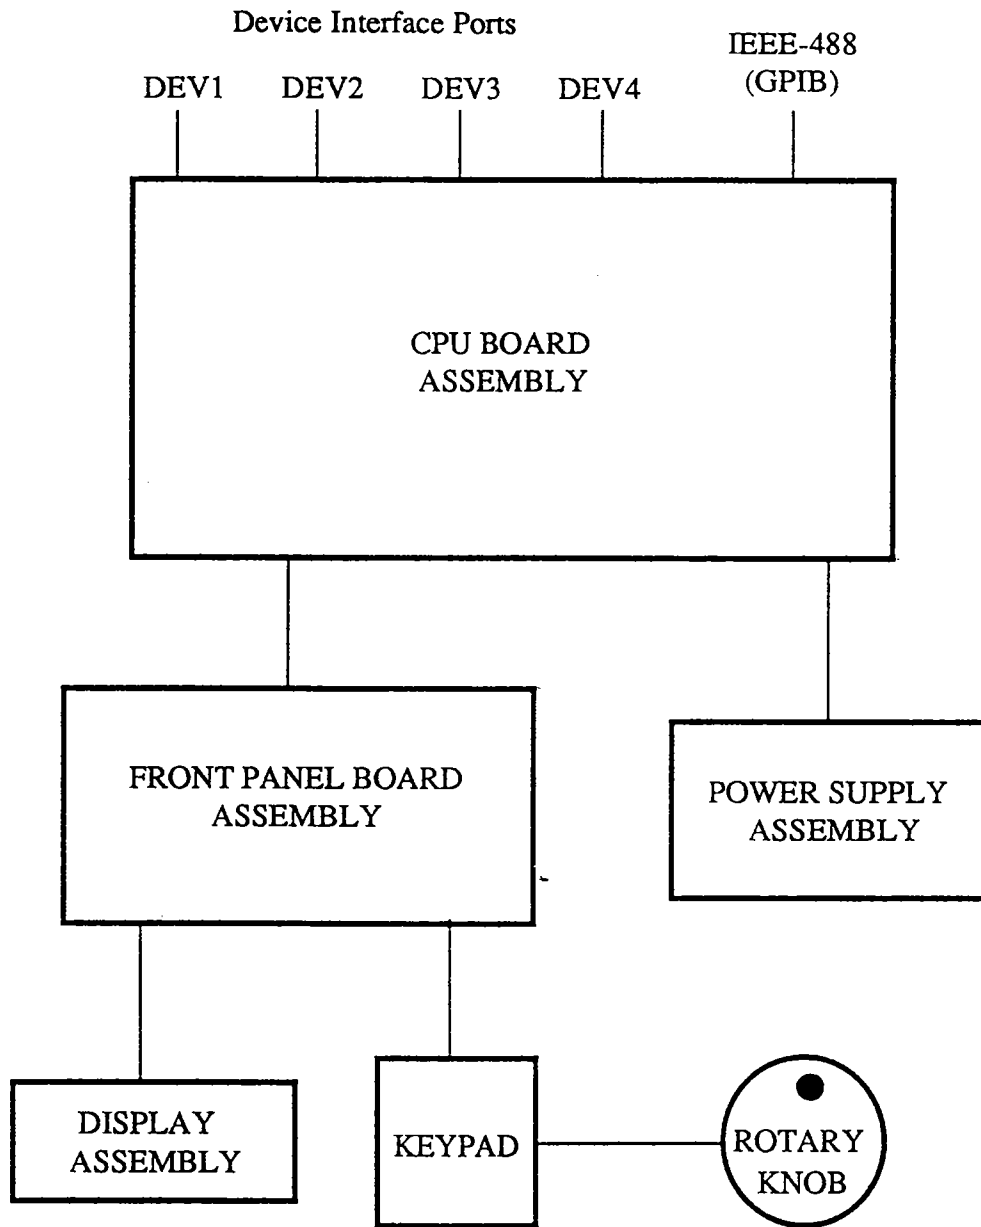 Device Interface Ports
IEEE-488
(GPIB)
DEV1 DEV2 DEV3 DEV4
CPU BOARD
ASSEMBLY
FRONT PANEL BOARD
ASSEMBLY
POWER SUPPLY
ASSEMBLY
DISPLAY
ASSEMBLY
KEYPAD
ROTARY
KNOB